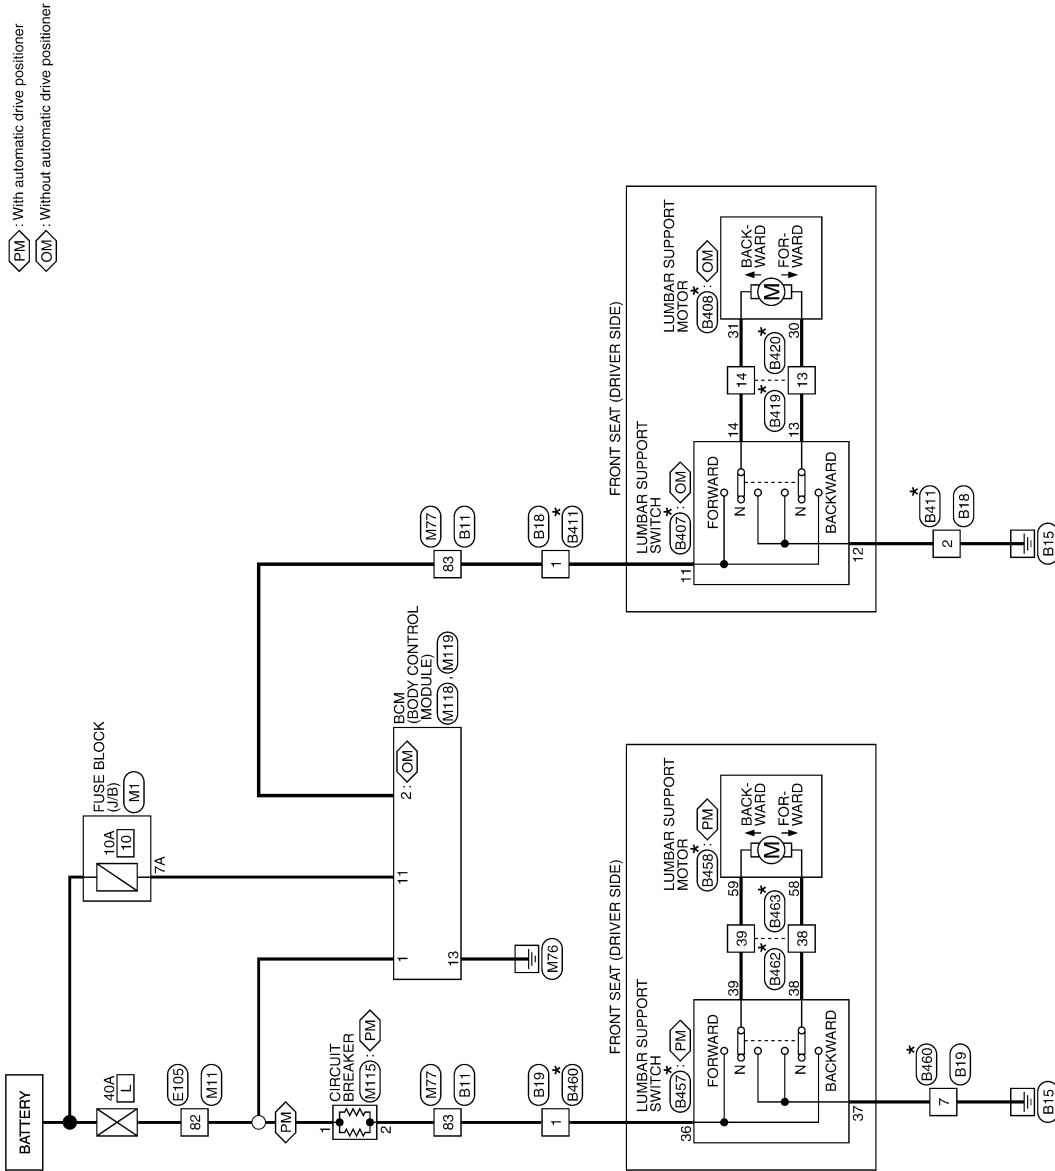 PM : With automatic drive positioner
OM : Without automatic drive positioner
BATTERY
40A
L
E105
82
M11
PM
1
2
CIRCUIT
BREAKER
M115 : PM
M77
83
B11
B19
1
*
B460
FUSE BLOCK
(J/B)
M1
10A
10
7A
BCM
(BODY CONTROL
MODULE)
M118 , M119
1
11
2 : OM
13
M76
M77
83
B11
B18
1
*
B411
FRONT SEAT (DRIVER SIDE)
LUMBAR SUPPORT
SWITCH
*
B457 : PM
36
FORWARD
N
N
BACKWARD
37
39
38
39
38
*
B462
*
B463
59
58
LUMBAR SUPPORT
MOTOR
*
B458 : PM
M
BACK-
WARD
FOR-
WARD
*
B460
7
B19
B15
FRONT SEAT (DRIVER SIDE)
LUMBAR SUPPORT
SWITCH
*
B407 : OM
11
FORWARD
N
N
BACKWARD
12
14
13
14
13
*
B419
*
B420
31
30
LUMBAR SUPPORT
MOTOR
*
B408 : OM
M
BACK-
WARD
FOR-
WARD
*
B411
2
B18
B15